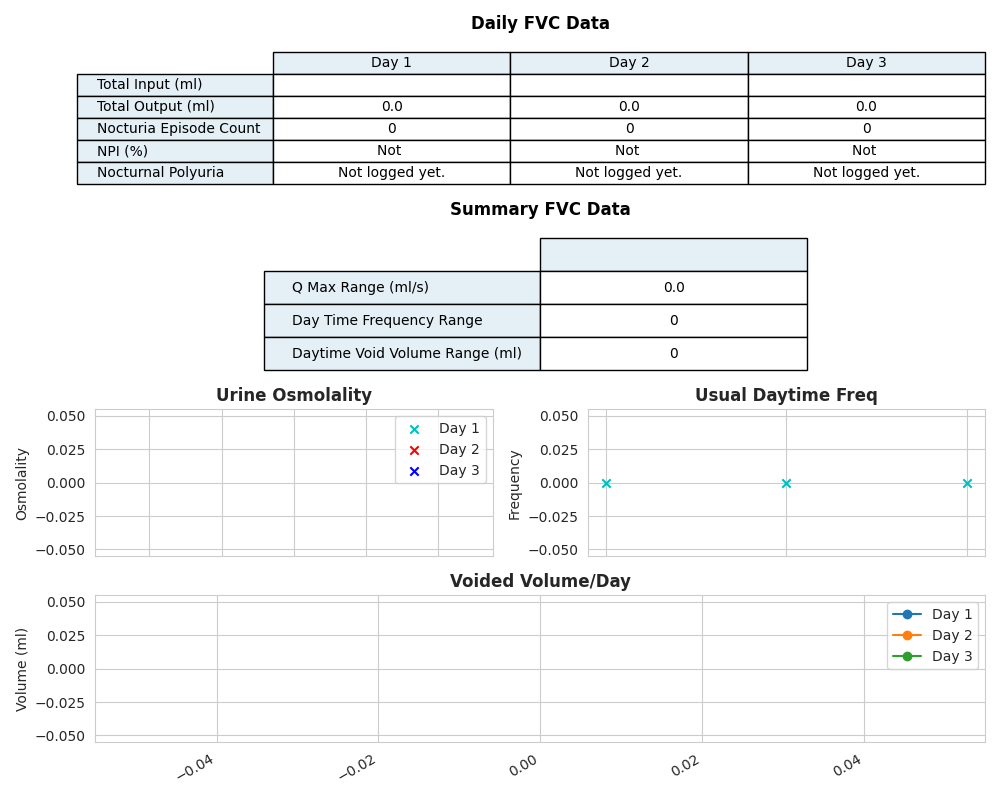 Daily FVC Data
Day 1 Day 2 Day 3
Total Input (ml)
Total Output (ml) 0.0 0.0 0.0
Nocturia Episode Count 0 0 0
NPI (%) Not Not Not
Nocturnal Polyuria Not logged yet. Not logged yet. Not logged yet.
Summary FVC Data
Q Max Range (ml/s) 0.0
Day Time Frequency Range 0
Daytime Void Volume Range (ml) 0
Urine Osmolality
Osmolality
0.050
0.025
0.000
−0.025
−0.050
Day 1
Day 2
Day 3
Usual Daytime Freq
Frequency
0.050
0.025
0.000
−0.025
−0.050
Voided Volume/Day
Volume (ml)
0.050
0.025
0.000
−0.025
−0.050
Day 1
Day 2
Day 3
−0.04 −0.02 0.00 0.02 0.04